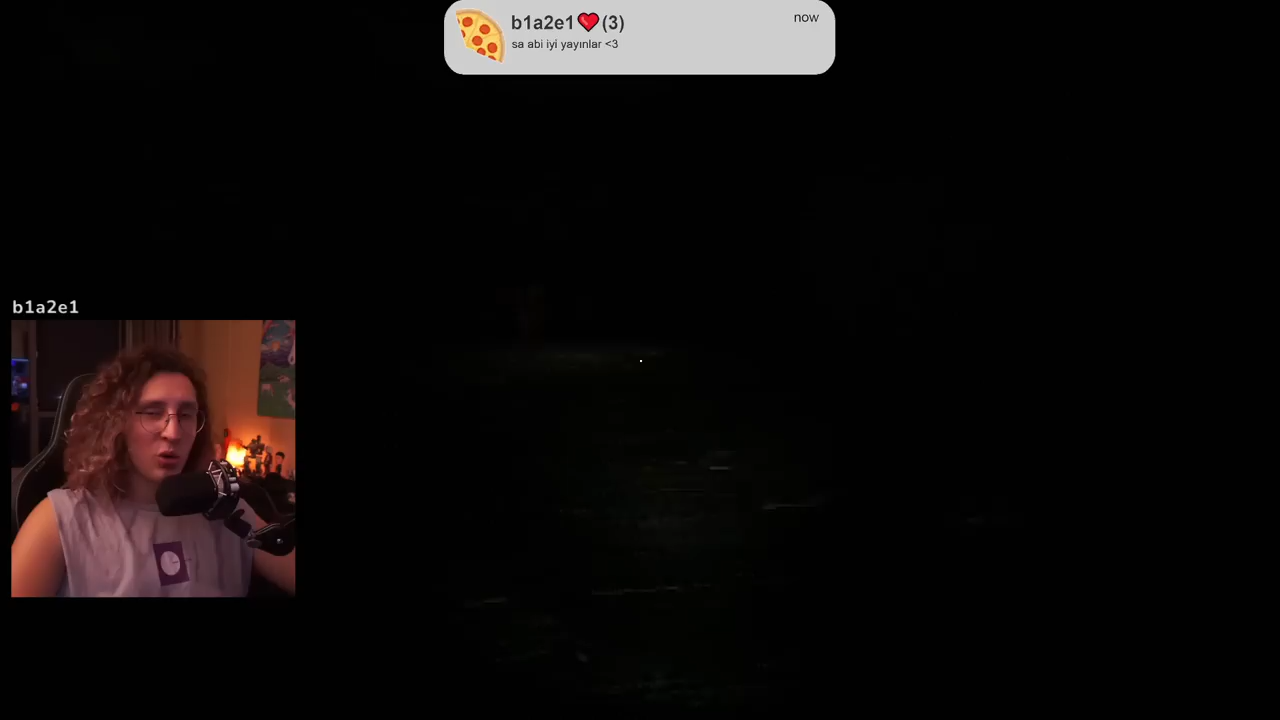 b1a2e1❤️(3)
now
sa abi iyi yayınlar <3
b1a2e1